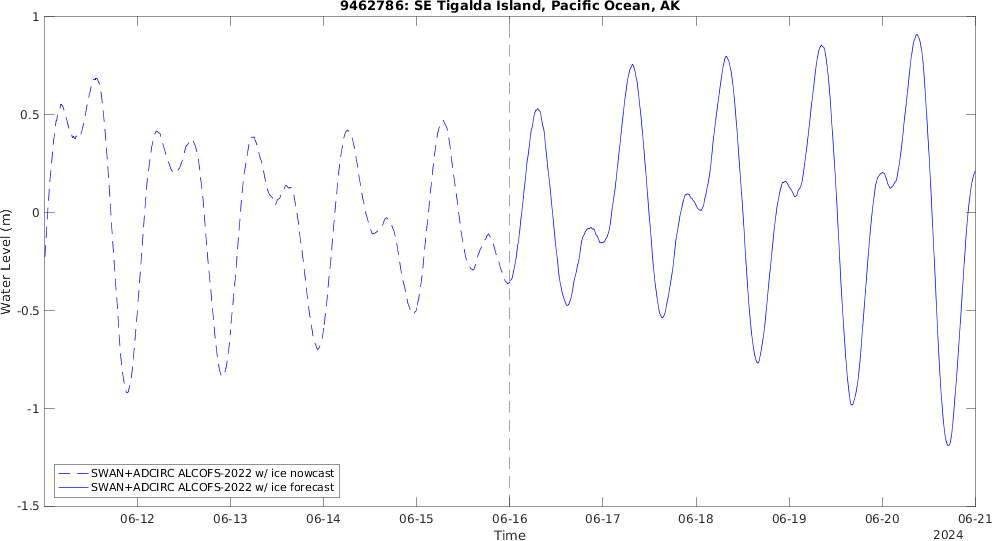 9462786: SE Tigalda Island, Pacific Ocean, AK
1
0.5
0
-0.5
-1
-1.5
Water Level (m)
SWAN+ADCIRC ALCOFS-2022 w/ ice nowcast
SWAN+ADCIRC ALCOFS-2022 w/ ice forecast
06-12 06-13 06-14 06-15 06-16 06-17 06-18 06-19 06-20 06-21
Time
2024